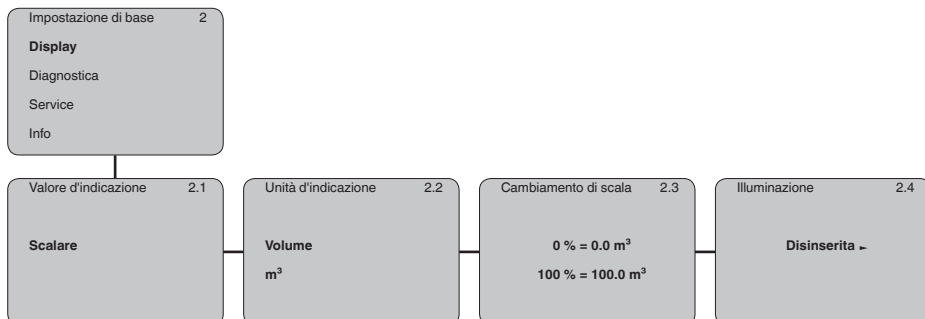 Impostazione di base 2
Display
Diagnostica
Service
Info
Valore d'indicazione 2.1
Scalare
Unità d'indicazione 2.2
Volume
m³
Cambiamento di scala 2.3
0 % = 0.0 m³
100 % = 100.0 m³
Illuminazione 2.4
Disinserita ►